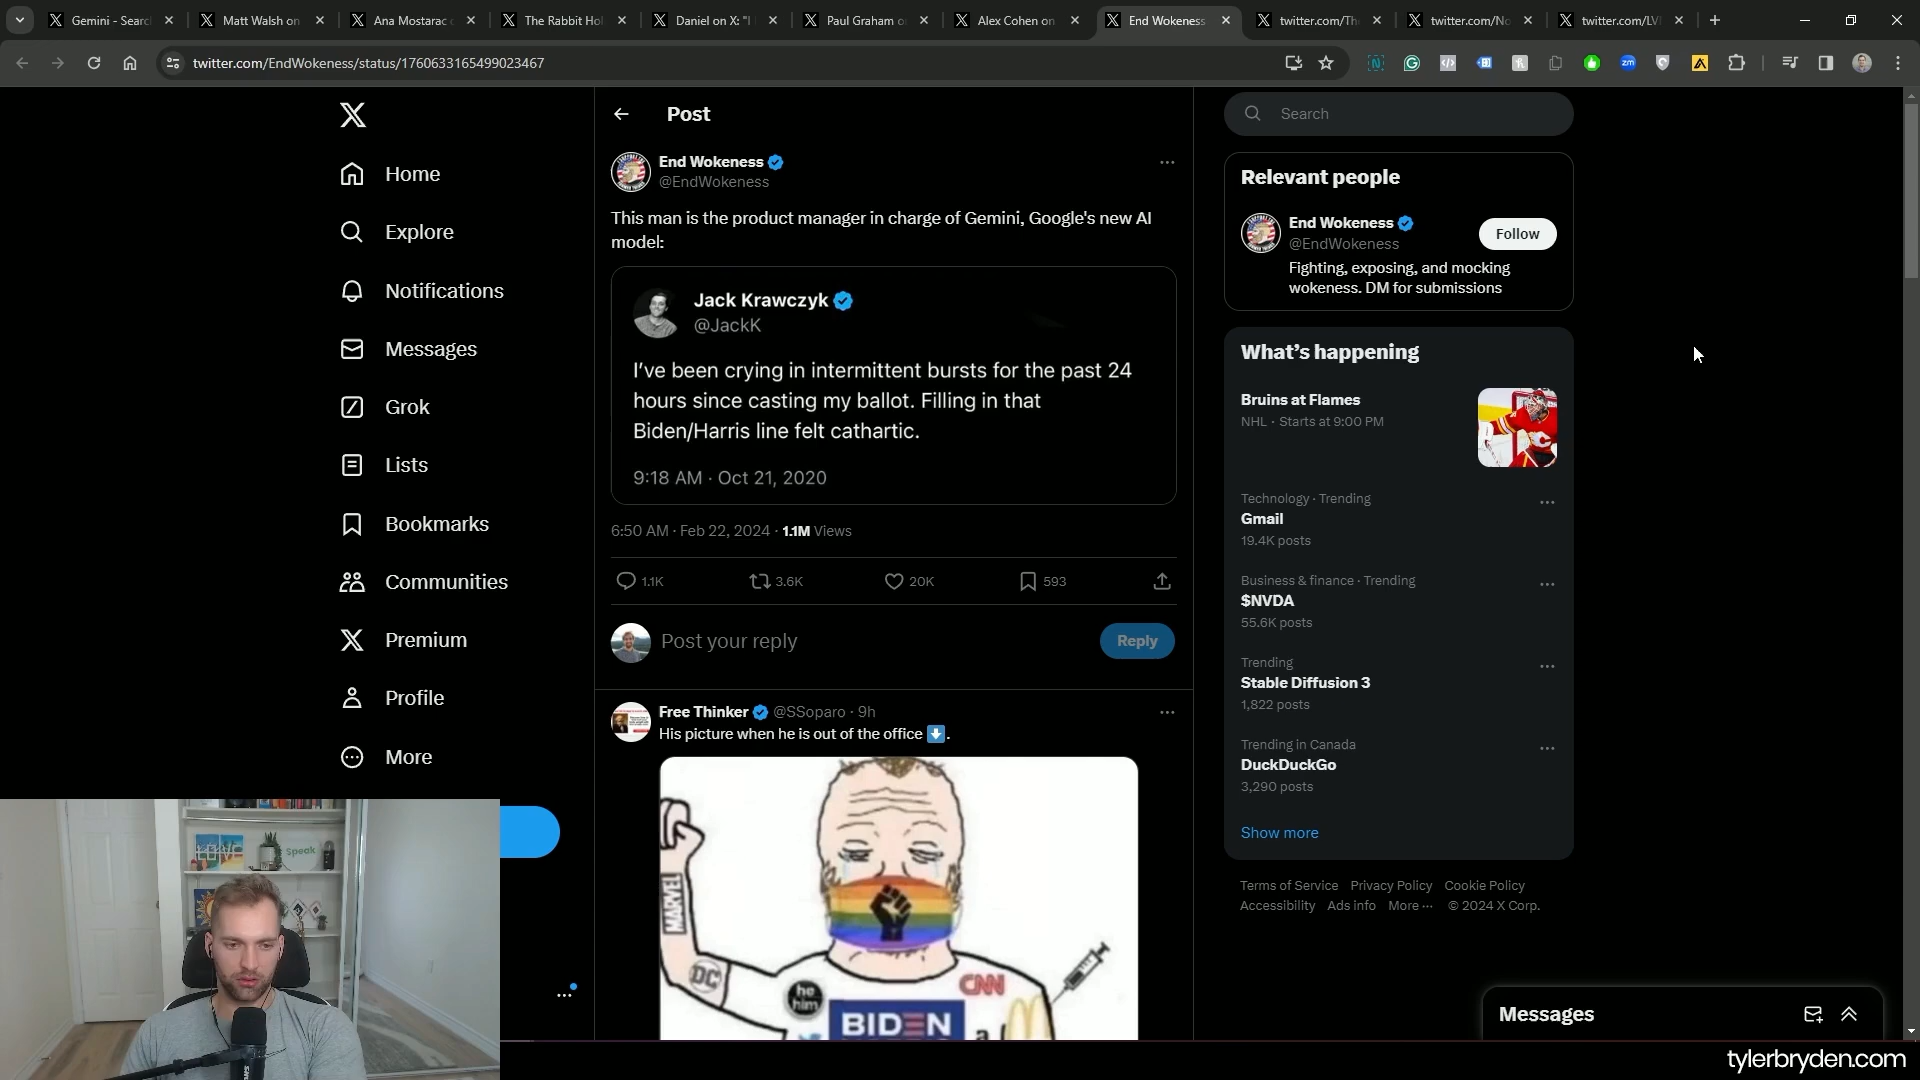 Gemini - Searc
Matt Walsh on
Ana Mostarac o
The Rabbit Hol
Daniel on X: "i
Paul Graham o
Alex Cohen on
End Wokeness
twitter.com/Th
twitter.com/No
twitter.com/LVI
twitter.com/EndWokeness/status/1760633165499023467
Home
Explore
Notifications
Messages
Grok
Lists
Bookmarks
Communities
Premium
Profile
More
Post
End Wokeness
@EndWokeness
This man is the product manager in charge of Gemini, Google's new AI
model:
Jack Krawczyk
@JackK
I've been crying in intermittent bursts for the past 24
hours since casting my ballot. Filling in that
Biden/Harris line felt cathartic.
9:18 AM · Oct 21, 2020
6:50 AM · Feb 22, 2024 · 1.1M Views
1.1K 3.6K 20K 593
Post your reply
Reply
Free Thinker @SSoparo · 9h
His picture when he is out of the office ⬇️.
MARVEL
DC
he
him
CNN
BIDEN
Search
Relevant people
End Wokeness
@EndWokeness
Follow
Fighting, exposing, and mocking
wokeness. DM for submissions
What's happening
Bruins at Flames
NHL · Starts at 9:00 PM
Technology · Trending
Gmail
19.4K posts
Business & finance · Trending
$NVDA
55.6K posts
Trending
Stable Diffusion 3
1,822 posts
Trending in Canada
DuckDuckGo
3,290 posts
Show more
Terms of Service Privacy Policy Cookie Policy
Accessibility Ads info More ··· © 2024 X Corp.
Messages
Speak
tylerbryden.com